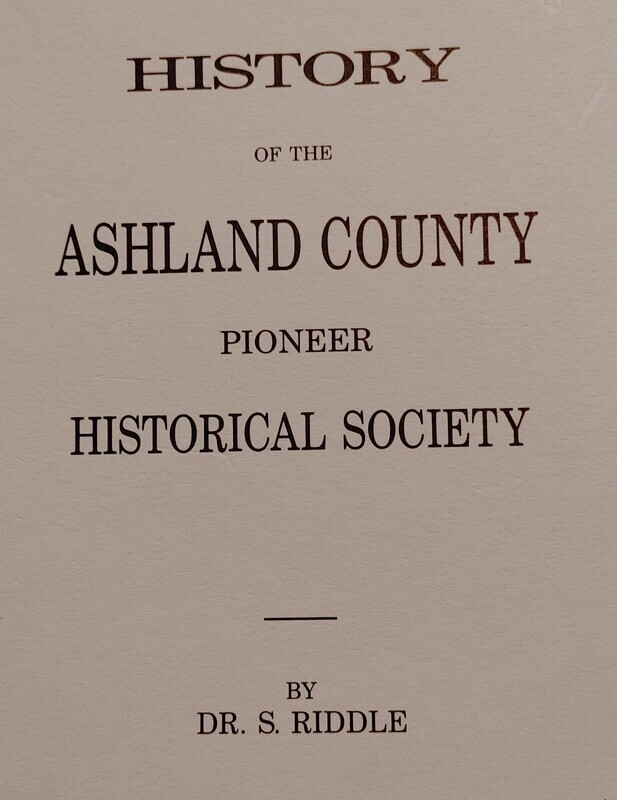 HISTORY
OF THE
ASHLAND COUNTY
PIONEER
HISTORICAL SOCIETY
BY
DR. S. RIDDLE